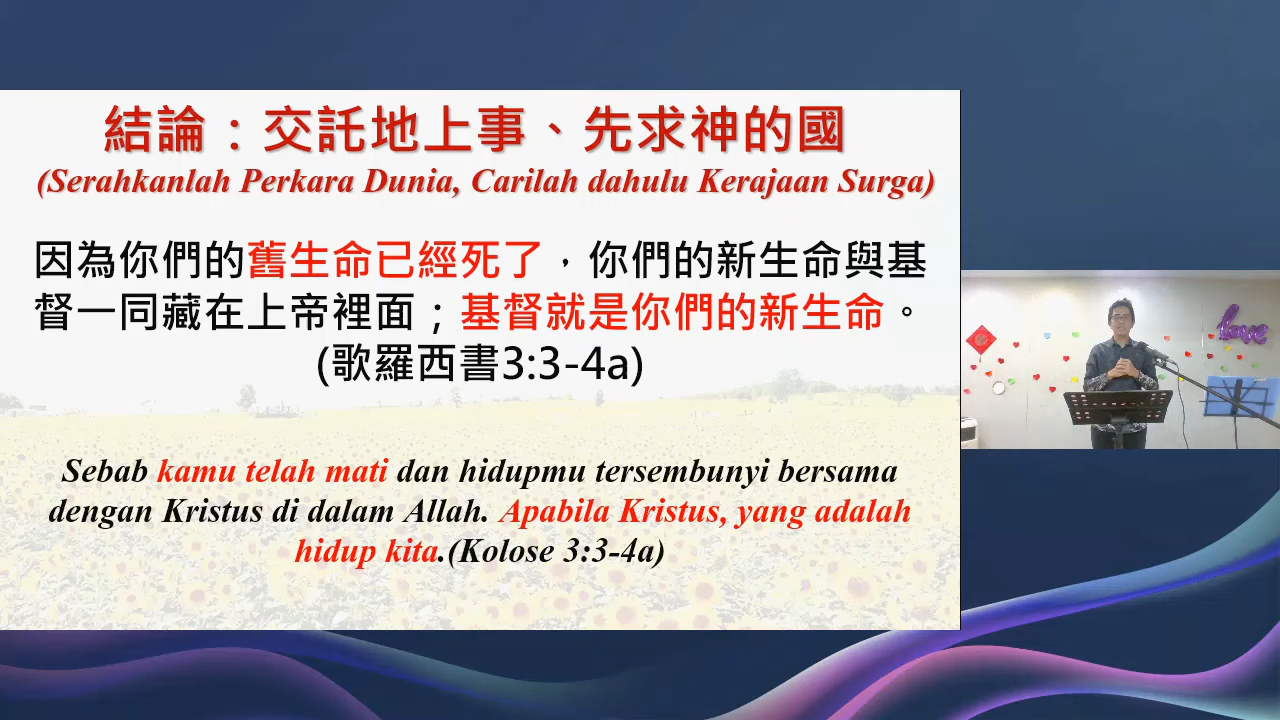 結論：交託地上事、先求神的國
(Serahkanlah Perkara Dunia, Carilah dahulu Kerajaan Surga)
因為你們的舊生命已經死了，你們的新生命與基
督一同藏在上帝裡面；基督就是你們的新生命。
(歌羅西書3:3-4a)
Sebab kamu telah mati dan hidupmu tersembunyi bersama
dengan Kristus di dalam Allah. Apabila Kristus, yang adalah
hidup kita.(Kolose 3:3-4a)
love